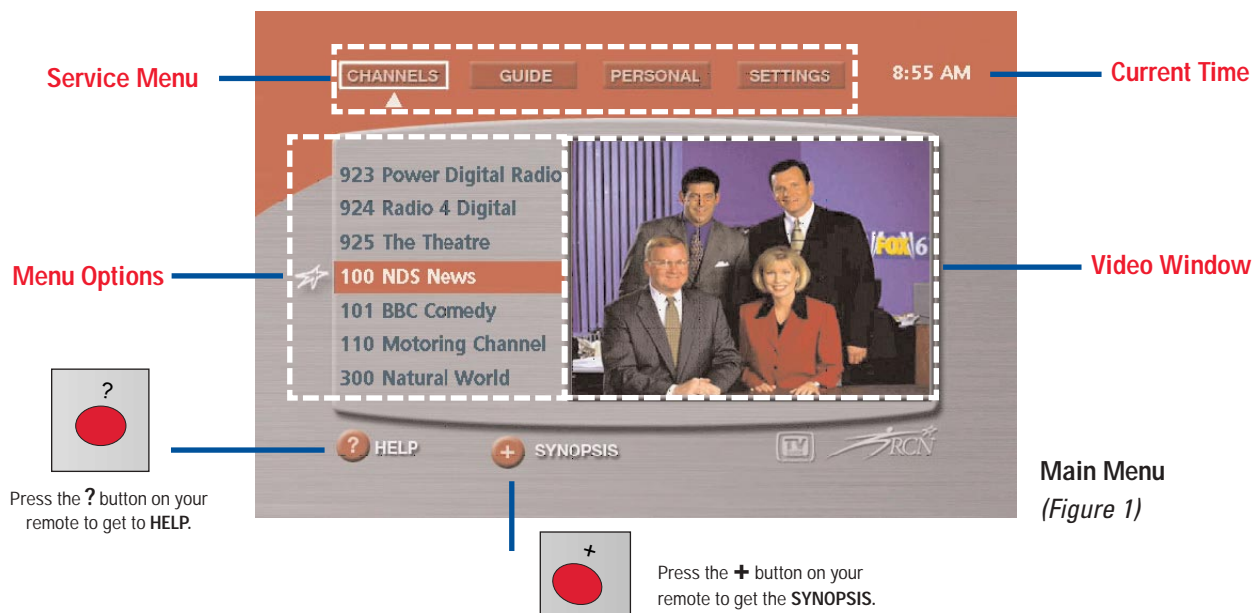 Service Menu
CHANNELS GUIDE PERSONAL SETTINGS
8:55 AM
Current Time
923 Power Digital Radio
924 Radio 4 Digital
925 The Theatre
Menu Options
100 NDS News
101 BBC Comedy
110 Motoring Channel
300 Natural World
FOX 6
Video Window
?
? HELP
+ SYNOPSIS
TV
RCN
Press the ? button on your
remote to get to HELP.
Main Menu
(Figure 1)
+
Press the + button on your
remote to get the SYNOPSIS.